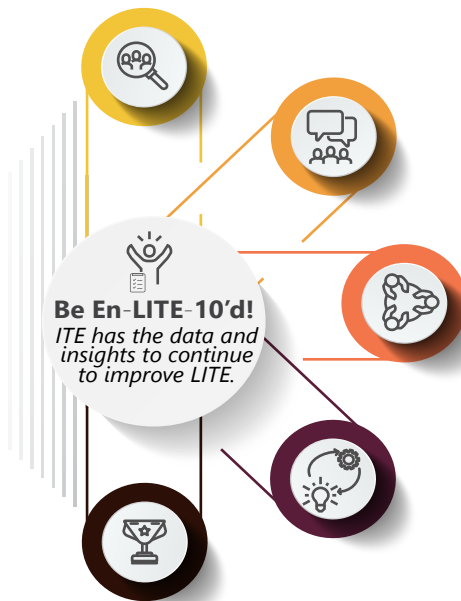 Be En-LITE-10’d!
ITE has the data and
insights to continue
to improve LITE.